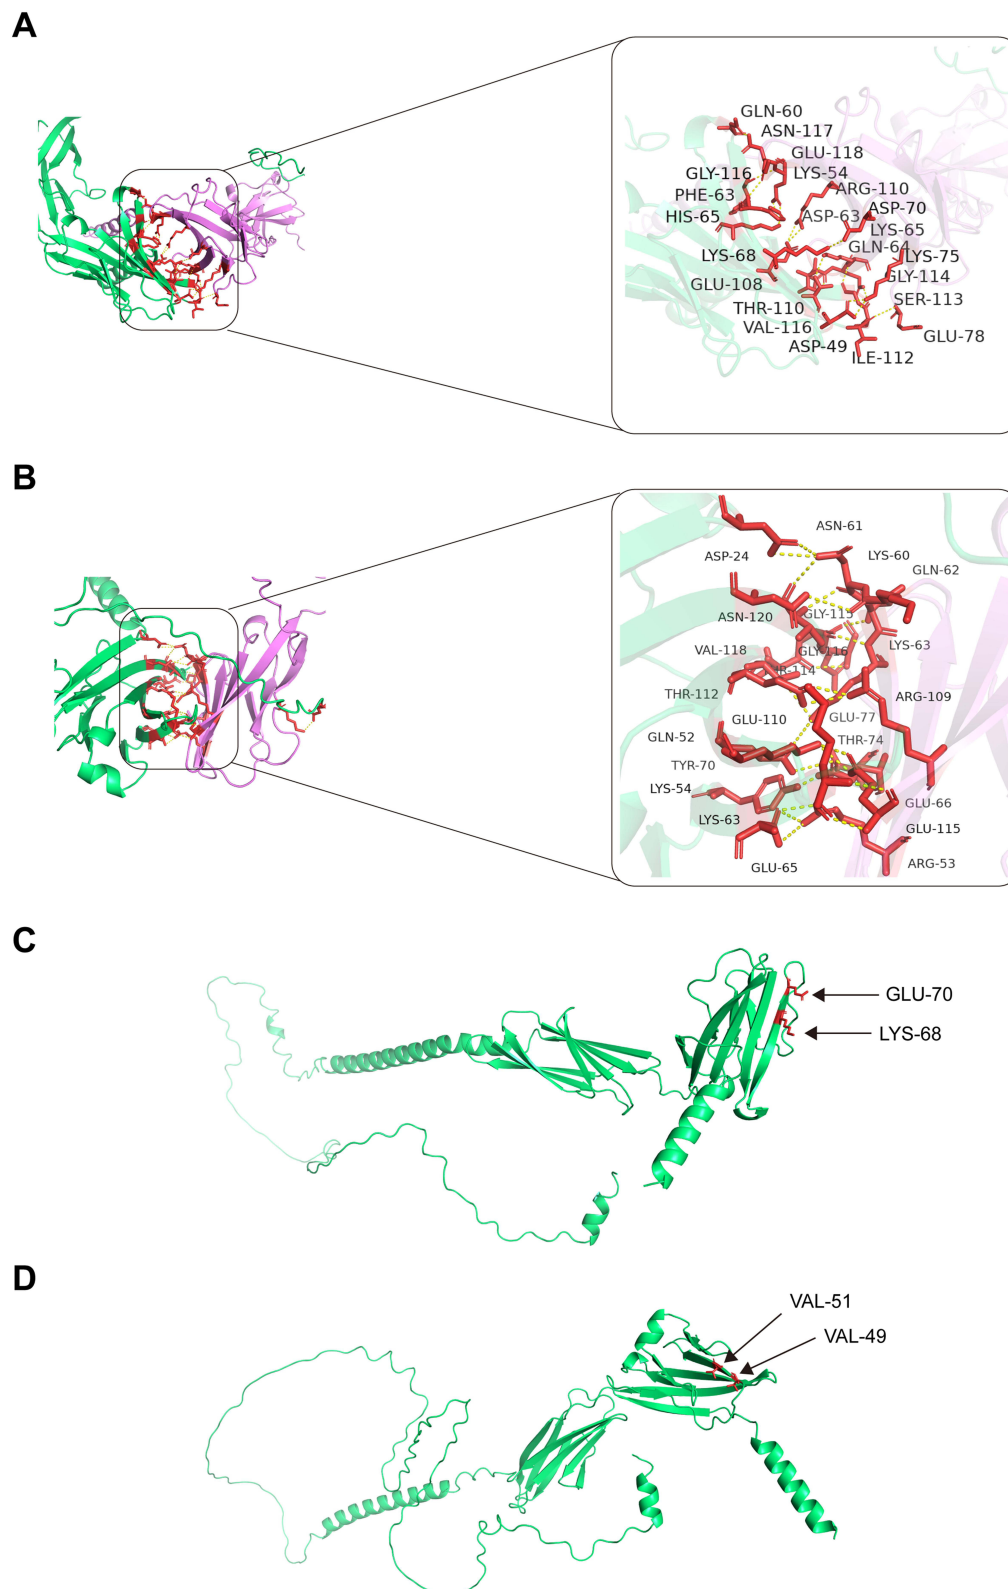 A
GLN-60
ASN-117
GLU-118
GLY-116
LYS-54
PHE-63
ARG-110
HIS-65
ASP-63
ASP-70
LYS-65
LYS-68
GLN-64
LYS-75
GLU-108
GLY-114
THR-110
SER-113
VAL-116
GLU-78
ASP-49
ILE-112
B
ASN-61
ASP-24
LYS-60
GLN-62
ASN-120
GLY-113
LYS-63
VAL-118
GLY-116
THR-112
ARG-109
GLU-110
GLU-77
GLN-52
THR-74
TYR-70
LYS-54
GLU-66
LYS-63
GLU-115
GLU-65
ARG-53
C
GLU-70
LYS-68
D
VAL-51
VAL-49